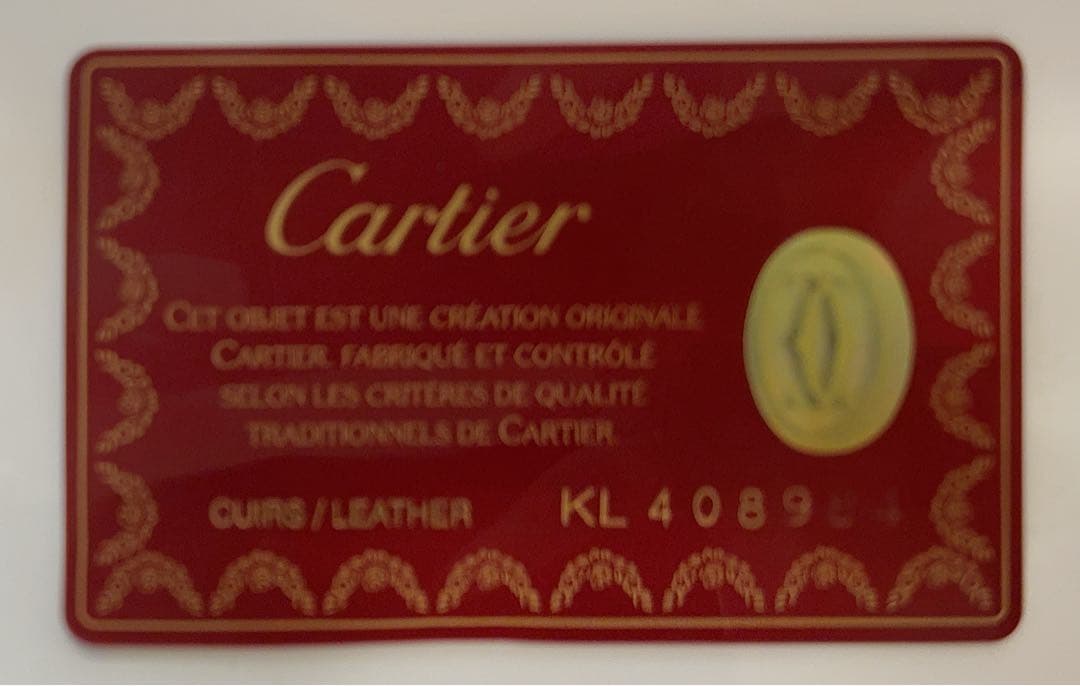 Cartier
CET OBJET EST UNE CRÉATION ORIGINALE
CARTIER. FABRIQUÉ ET CONTRÔLÉ
SELON LES CRITÈRES DE QUALITÉ
TRADITIONNELS DE CARTIER.
CUIRS / LEATHER
KL